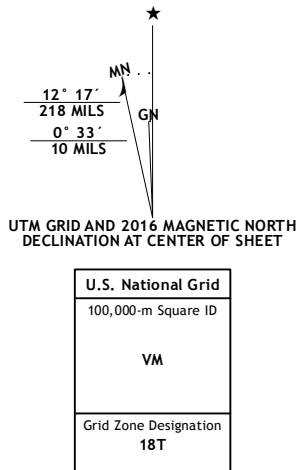 ★
MN
GN
12° 17´
218 MILS
0° 33´
10 MILS
UTM GRID AND 2016 MAGNETIC NORTH
DECLINATION AT CENTER OF SHEET
U.S. National Grid
100,000-m Square ID
VM
Grid Zone Designation
18T